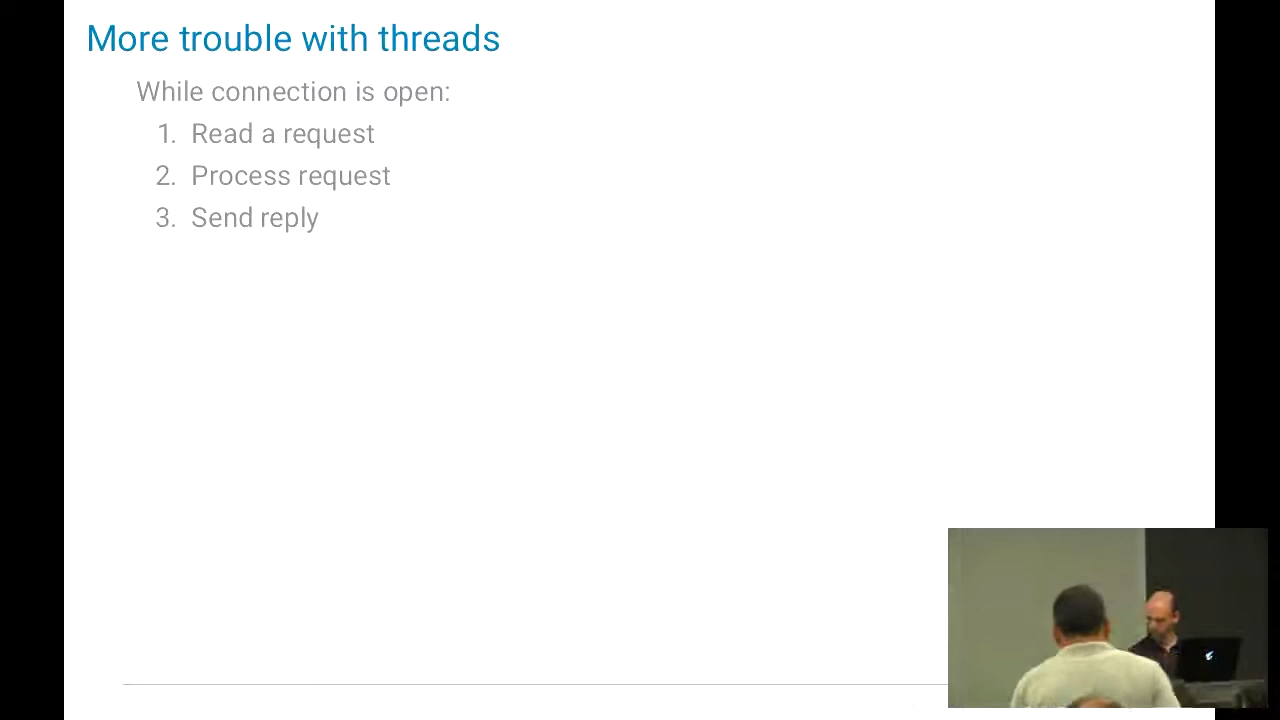 More trouble with threads
While connection is open:
1. Read a request
2. Process request
3. Send reply